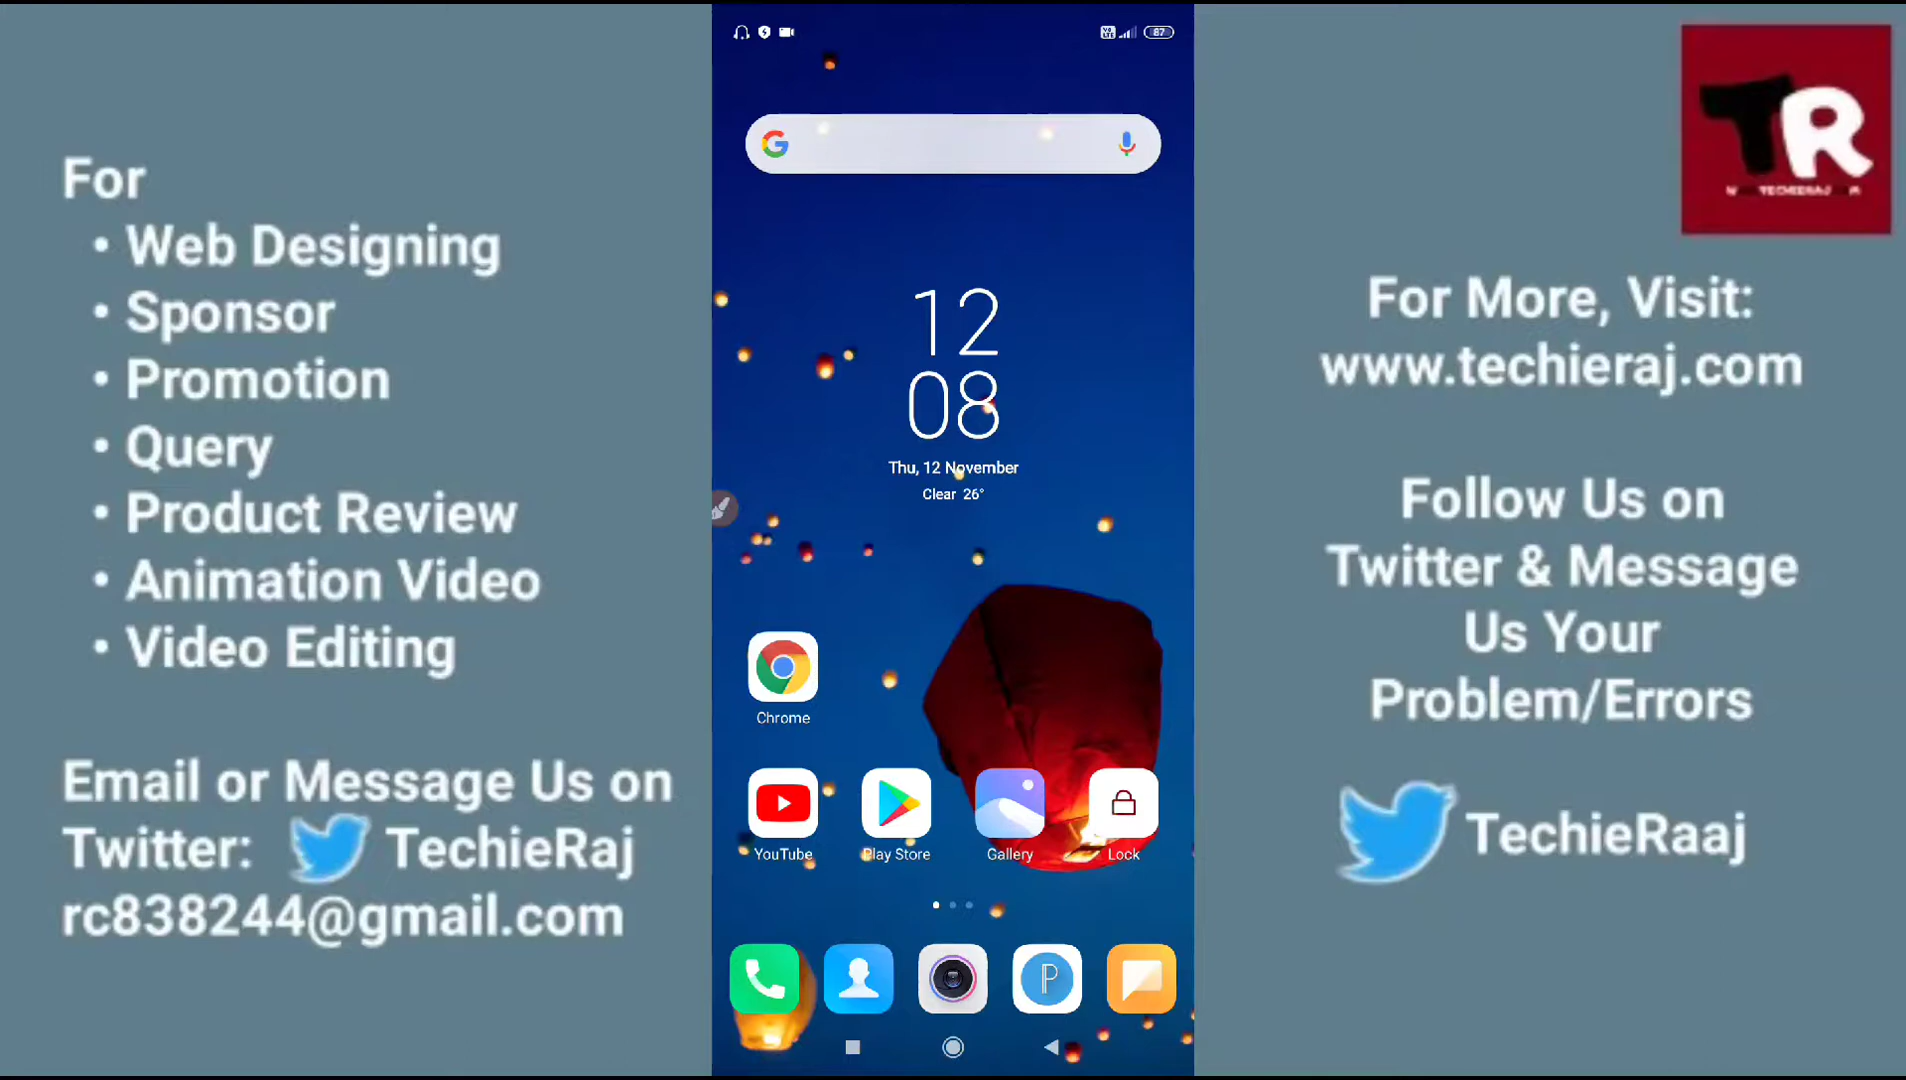 For
• Web Designing
• Sponsor
• Promotion
• Query
• Product Review
• Animation Video
• Video Editing
Email or Message Us on
Twitter: TechieRaj
rc838244@gmail.com
87
12
08
Thu, 12 November
Clear 26°
Chrome
YouTube
Play Store
Gallery
Lock
TR
For More, Visit:
www.techieraj.com
Follow Us on
Twitter & Message
Us Your
Problem/Errors
TechieRaaj